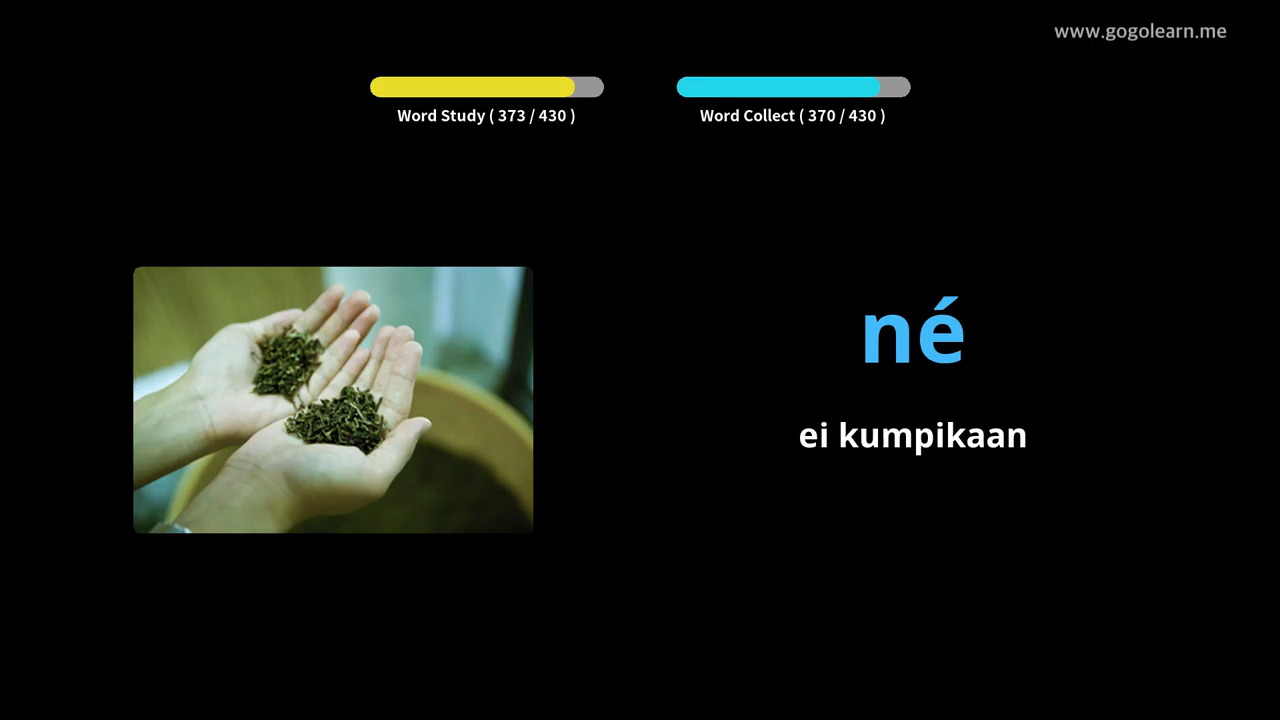 www.gogolearn.me
Word Study ( 373 / 430 )
Word Collect ( 370 / 430 )
né
ei kumpikaan